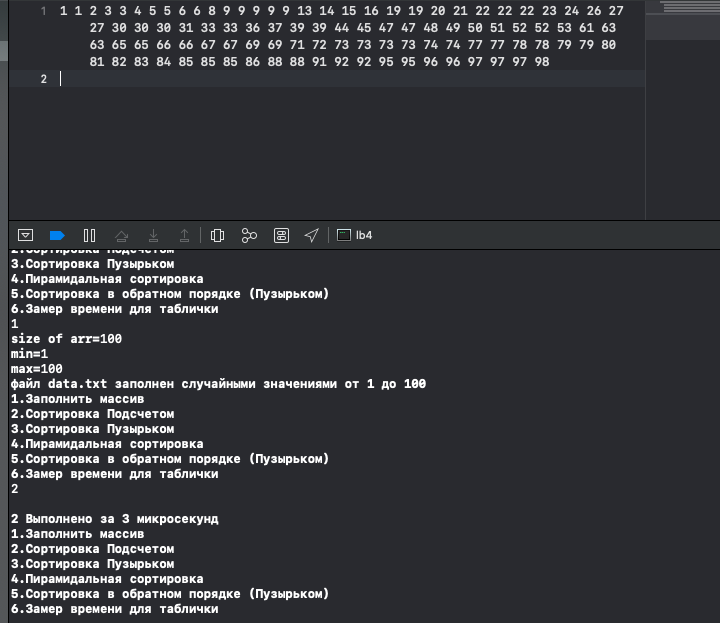 1 1 1 2 3 3 4 5 5 6 6 8 9 9 9 9 9 13 14 15 16 19 19 20 21 22 22 22 23 24 26 27
27 30 30 30 31 33 33 36 37 39 39 44 45 47 47 48 49 50 51 52 52 53 61 63
63 65 65 66 66 67 67 69 69 71 72 73 73 73 73 74 74 77 77 78 78 79 79 80
81 82 83 84 85 85 85 86 88 88 91 92 92 95 95 96 96 97 97 97 98
2
lb4
2.Сортировка Подсчетом
3.Сортировка Пузырьком
4.Пирамидальная сортировка
5.Сортировка в обратном порядке (Пузырьком)
6.Замер времени для таблички
1
size of arr=100
min=1
max=100
файл data.txt заполнен случайными значениями от 1 до 100
1.Заполнить массив
2.Сортировка Подсчетом
3.Сортировка Пузырьком
4.Пирамидальная сортировка
5.Сортировка в обратном порядке (Пузырьком)
6.Замер времени для таблички
2
2 Выполнено за 3 микросекунд
1.Заполнить массив
2.Сортировка Подсчетом
3.Сортировка Пузырьком
4.Пирамидальная сортировка
5.Сортировка в обратном порядке (Пузырьком)
6.Замер времени для таблички